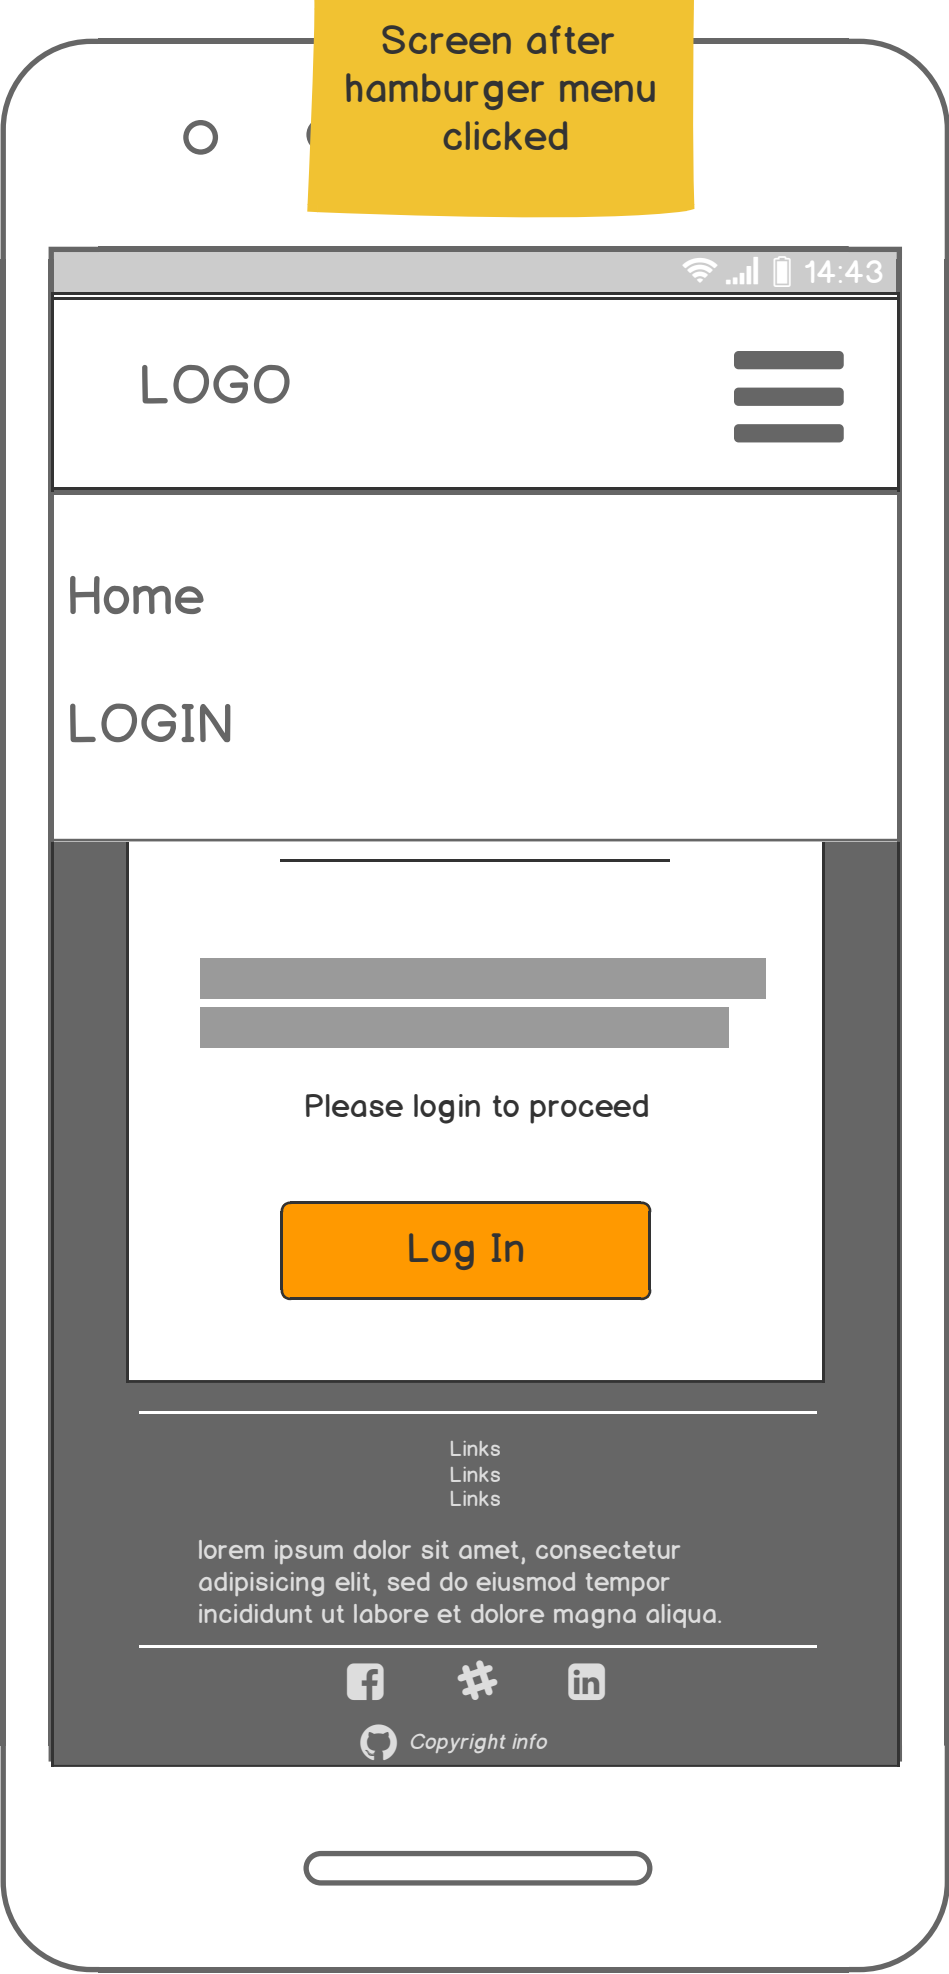 Screen after
hamburger menu
clicked
14:43
LOGO
Home
LOGIN
Please login to proceed
Log In
Links
Links
Links
lorem ipsum dolor sit amet, consectetur
adipisicing elit, sed do eiusmod tempor
incididunt ut labore et dolore magna aliqua.
in
Copyright info